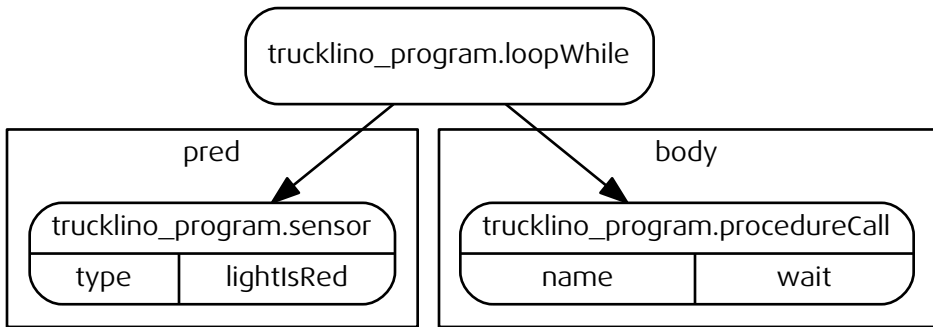 trucklino_program.loopWhile
pred
body
trucklino_program.sensor
trucklino_program.procedureCall
type
lightIsRed
name
wait